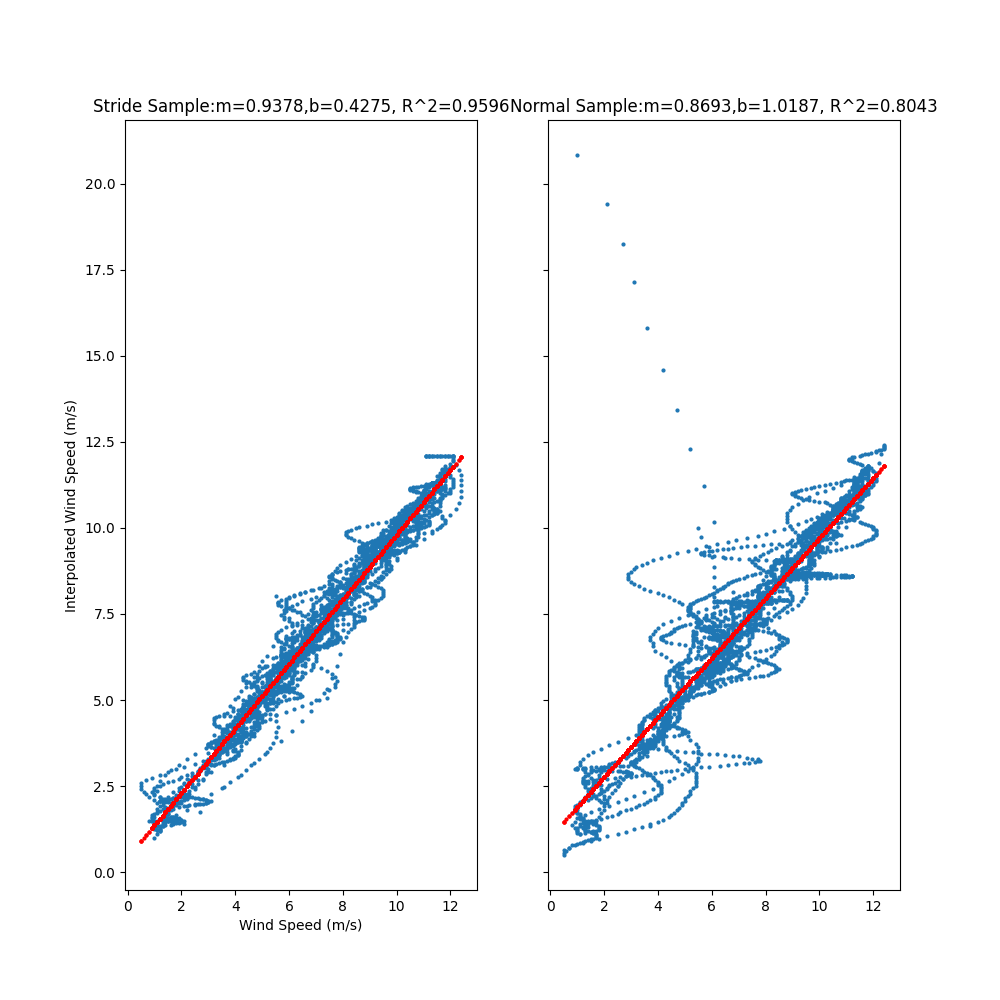 Stride Sample:m=0.9378,b=0.4275, R^2=0.9596
Normal Sample:m=0.8693,b=1.0187, R^2=0.8043
Interpolated Wind Speed (m/s)
20.0
17.5
15.0
12.5
10.0
7.5
5.0
2.5
0.0
0 2 4 6 8 10 12
Wind Speed (m/s)
0 2 4 6 8 10 12